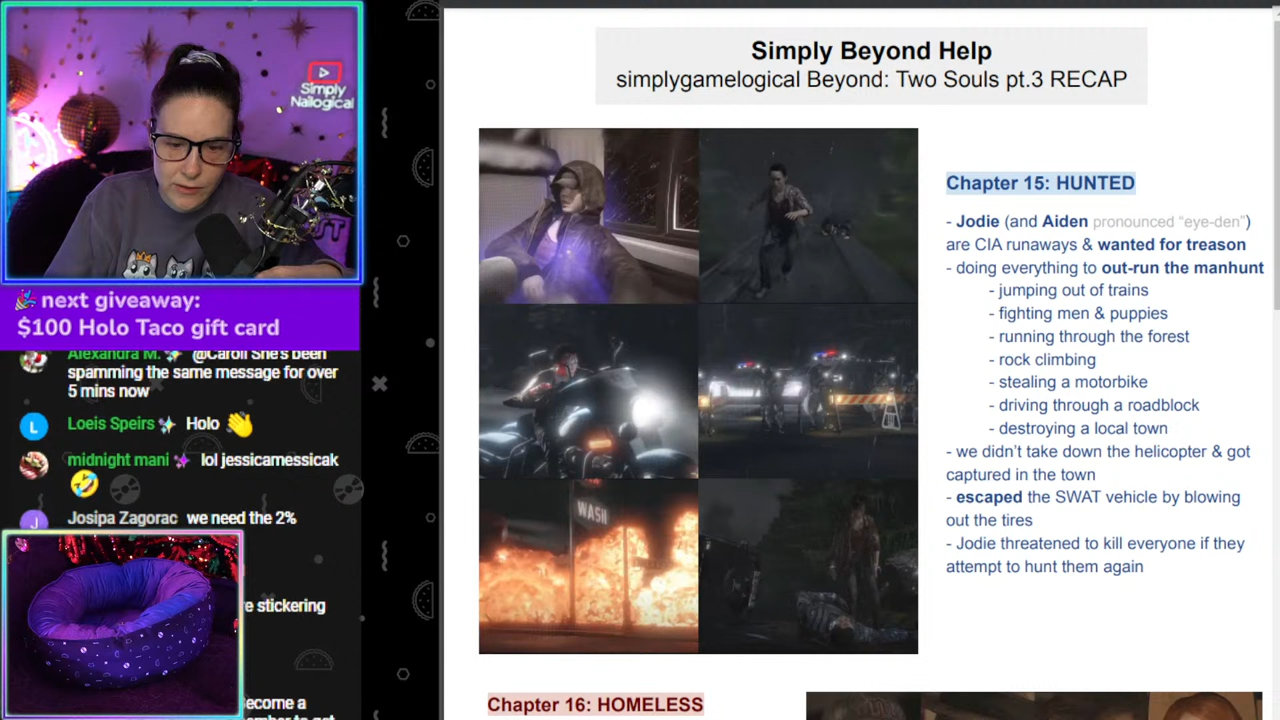 Simply
Nailogical
🎉 next giveaway:
$100 Holo Taco gift card
Alexandra M. @Caroll She's been
spamming the same message for over
5 mins now
L Loeis Speirs Holo 👋
midnight mani lol jessicamessicak
🤣
J Josipa Zagorac we need the 2%
re stickering
ecome a
Simply Beyond Help
simplygamelogical Beyond: Two Souls pt.3 RECAP
WASH
Chapter 15: HUNTED
- Jodie (and Aiden pronounced “eye-den”)
are CIA runaways & wanted for treason
- doing everything to out-run the manhunt
- jumping out of trains
- fighting men & puppies
- running through the forest
- rock climbing
- stealing a motorbike
- driving through a roadblock
- destroying a local town
- we didn’t take down the helicopter & got
captured in the town
- escaped the SWAT vehicle by blowing
out the tires
- Jodie threatened to kill everyone if they
attempt to hunt them again
Chapter 16: HOMELESS